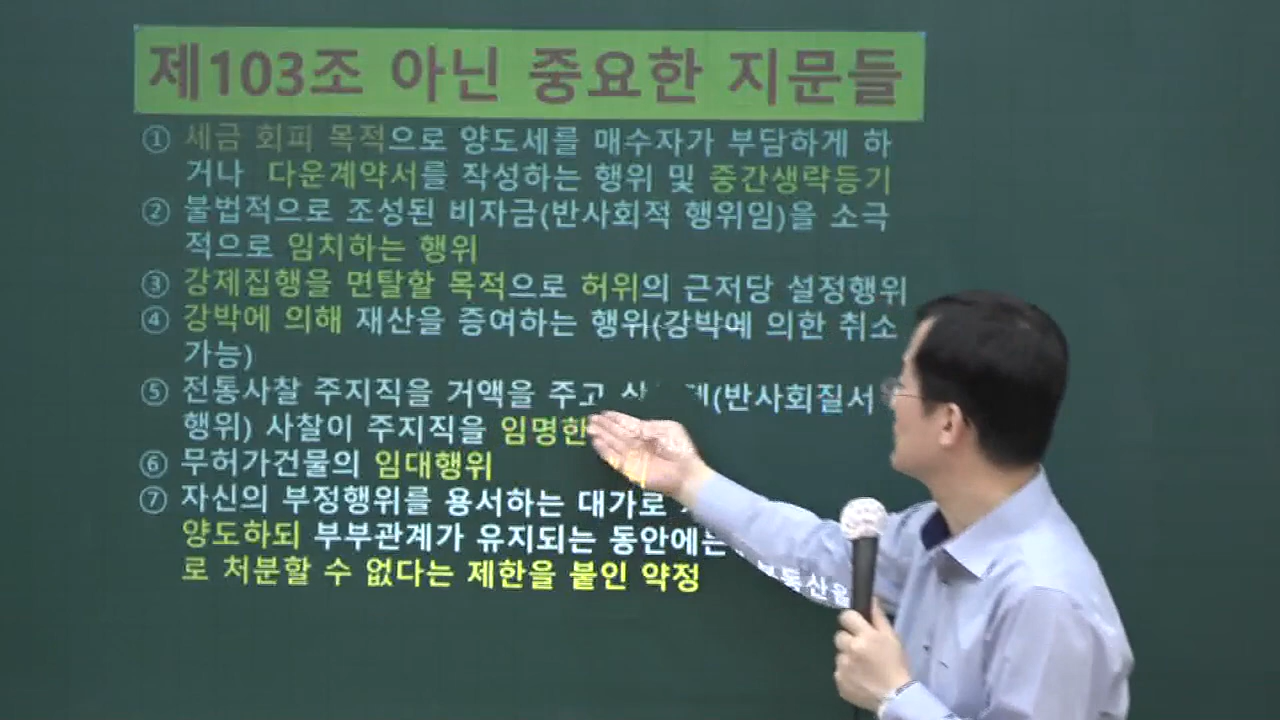 제103조 아닌 중요한 지문들
① 세금 회피 목적으로 양도세를 매수자가 부담하게 하
거나 다운계약서를 작성하는 행위 및 중간생략등기
② 불법적으로 조성된 비자금(반사회적 행위임)을 소극
적으로 임치하는 행위
③ 강제집행을 면탈할 목적으로 허위의 근저당 설정행위
④ 강박에 의해 재산을 증여하는 행위(강박에 의한 취소
가능)
⑤ 전통사찰 주지직을 거액을 주고 (반사회질서
행위) 사찰이 주지직을 임명한
⑥ 무허가건물의 임대행위
⑦ 자신의 부정행위를 용서하는 대가로
양도하되 부부관계가 유지되는 동안에는
로 처분할 수 없다는 제한을 붙인 약정
부동산을